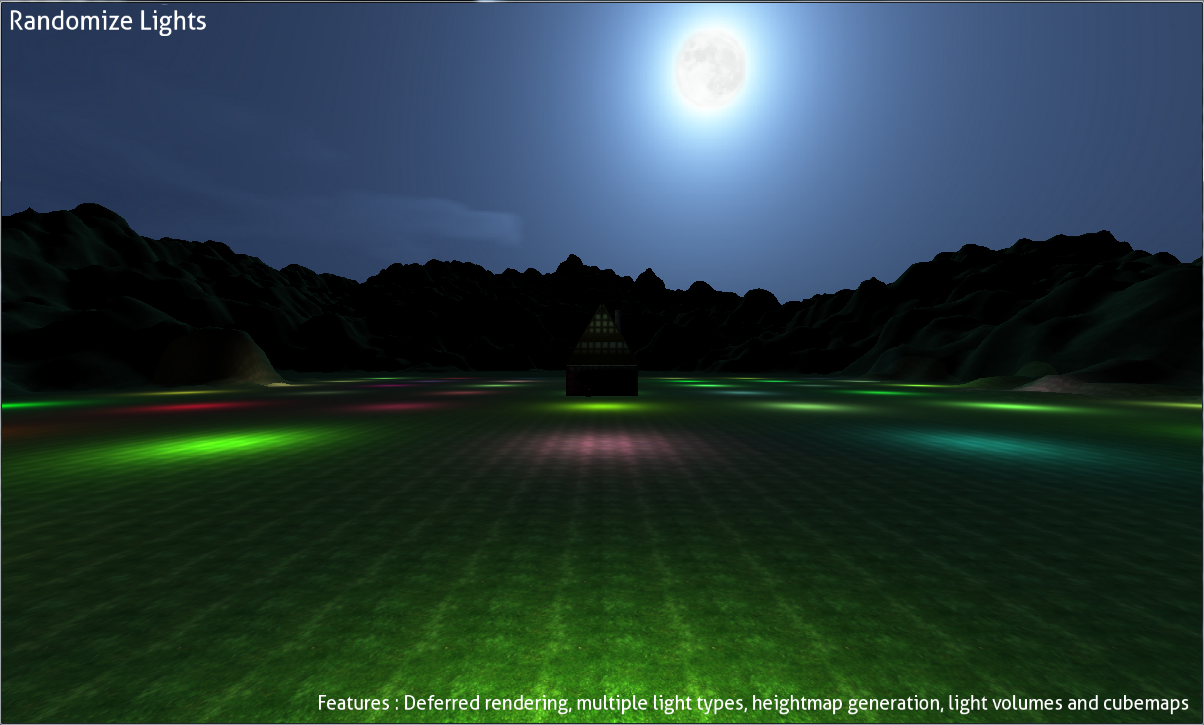 Randomize Lights
Features : Deferred rendering, multiple light types, heightmap generation, light volumes and cubemaps